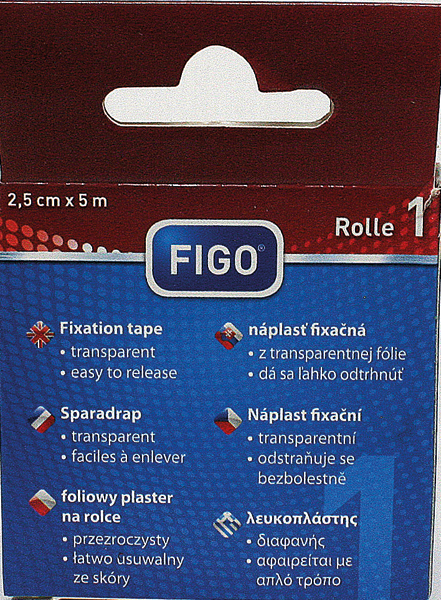 2,5 cm x 5 m
Rolle 1
FIGO®
Fixation tape
• transparent
• easy to release
Sparadrap
• transparent
• faciles à enlever
foliowy plaster
na rolce
• przezroczysty
• łatwo usuwalny
ze skóry
náplasť fixačná
• z transparentnej fólie
• dá sa ľahko odtrhnúť
Náplast fixační
• transparentní
• odstraňuje se
bezbolestně
λευκοπλάστης
• διαφανής
• αφαιρείται με
απλό τρόπο
1